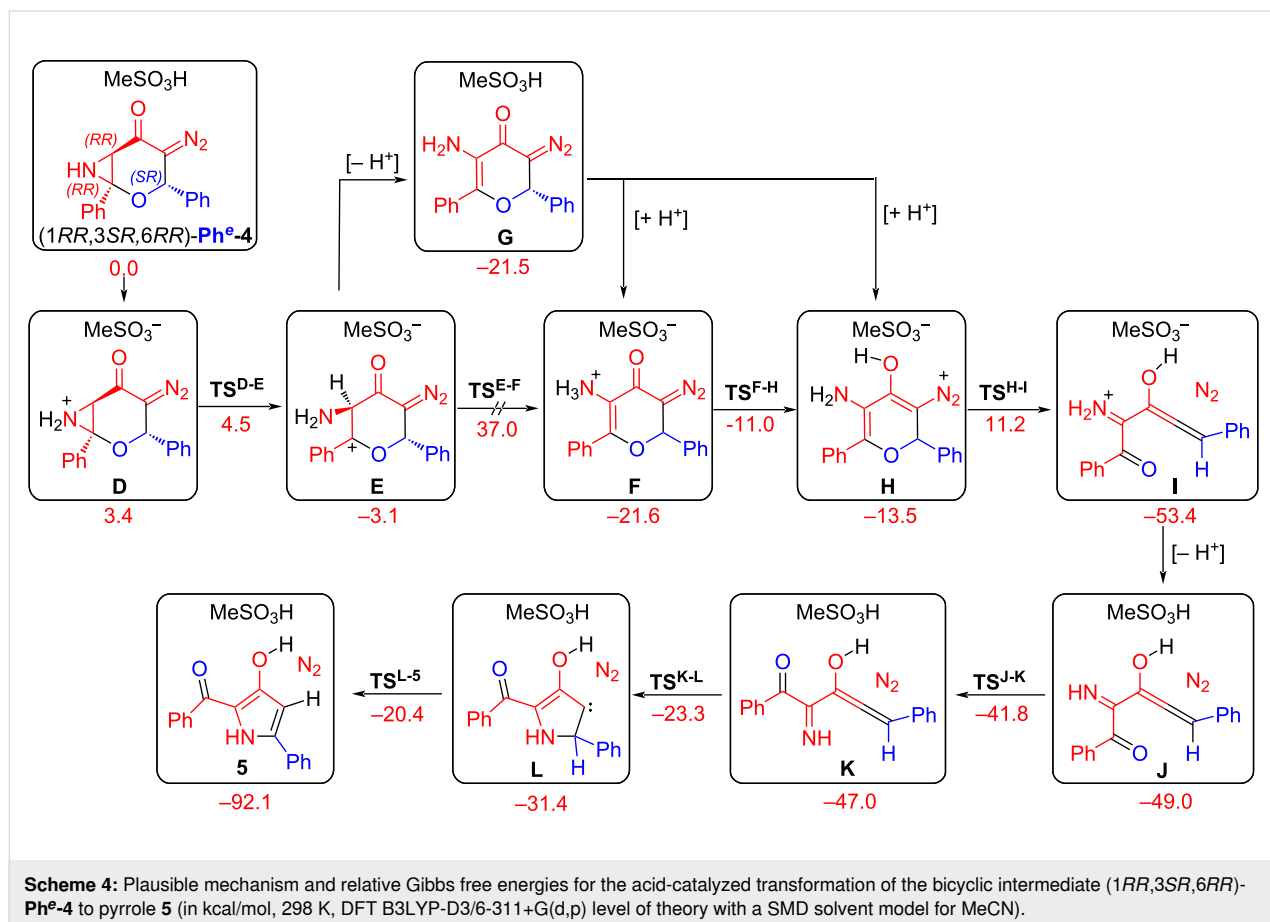 MeSO₃H
O
(RR)
N₂
HN
(RR)
(SR)
O
Ph
Ph
(1RR,3SR,6RR)-Phᵉ-4
0.0
MeSO₃H
O
H₂N
N₂
Ph
O
Ph
G
–21.5
[– H⁺]
[+ H⁺]
[+ H⁺]
MeSO₃⁻
O
N₂
+
H₂N
O
Ph
Ph
D
3.4
TSᴰ⁻ᴱ
4.5
MeSO₃⁻
H
O
N₂
H₂N
Ph
+
O
Ph
E
–3.1
TSᴱ⁻ᶠ
37.0
MeSO₃⁻
O
+
H₃N
N₂
Ph
O
Ph
F
–21.6
TSᶠ⁻ᴴ
-11.0
MeSO₃⁻
H
O
H₂N
+
N₂
Ph
O
Ph
H
–13.5
TSᴴ⁻ᴵ
11.2
MeSO₃⁻
H
O
N₂
+
H₂N
Ph
Ph
O
H
I
–53.4
[– H⁺]
MeSO₃H
O
O
H
N₂
Ph
HN
Ph
H
5
–92.1
TSᴸ⁻⁵
–20.4
MeSO₃H
O
O
H
N₂
Ph
HN
:
Ph
H
L
–31.4
TSᴷ⁻ᴸ
–23.3
MeSO₃H
O
O
H
N₂
Ph
NH
Ph
H
K
–47.0
TSᴶ⁻ᴷ
–41.8
MeSO₃H
H
O
N₂
HN
Ph
Ph
O
H
J
–49.0
Scheme 4: Plausible mechanism and relative Gibbs free energies for the acid-catalyzed transformation of the bicyclic intermediate (1RR,3SR,6RR)-
Phᵉ-4 to pyrrole 5 (in kcal/mol, 298 K, DFT B3LYP-D3/6-311+G(d,p) level of theory with a SMD solvent model for MeCN).